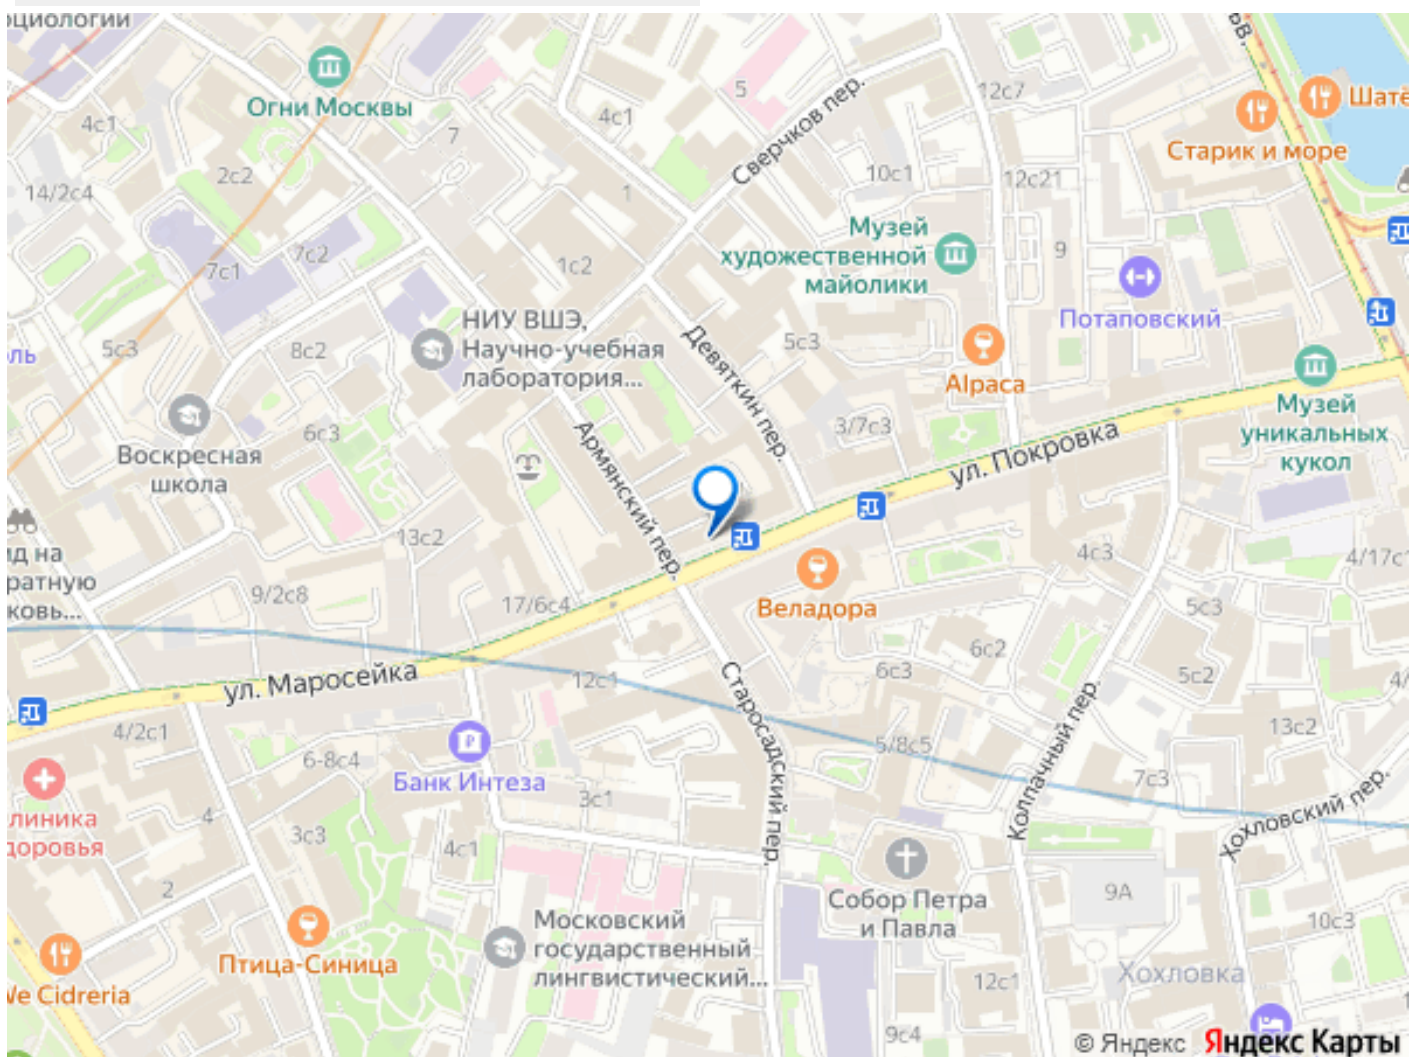 Огни Москвы
4с1
7
4с1
5
Сверчков пер.
12с7
Шатё
Старик и море
14/2с4
2с2
1
10с1
12с21
7с1
7с2
1с2
Музей
художественной
майолики
9
Потаповский
5с3
8с2
НИУ ВШЭ,
Научно-учебная
лаборатория...
Девяткин пер.
5с3
Alpaca
Музей
уникальных
кукол
Воскресная
школа
6с3
Армянский пер.
3/7с3
ул. Покровка
13с2
9/2с8
17/6с4
Веладора
4с3
4/17с1
5с3
ул. Маросейка
12с1
Старосадский пер.
6с3
6с2
5с2
4/2с1
6-8с4
Банк Интеза
5/8с5
Колпачный пер.
7с3
13с2
Хохловский пер.
4
3с3
4с1
3с1
2
Собор Петра
и Павла
9А
10с3
Птица-Синица
Московский
государственный
лингвистический...
12с1
Хохловка
9с4
We Cidreria
© Яндекс Яндекс Карты